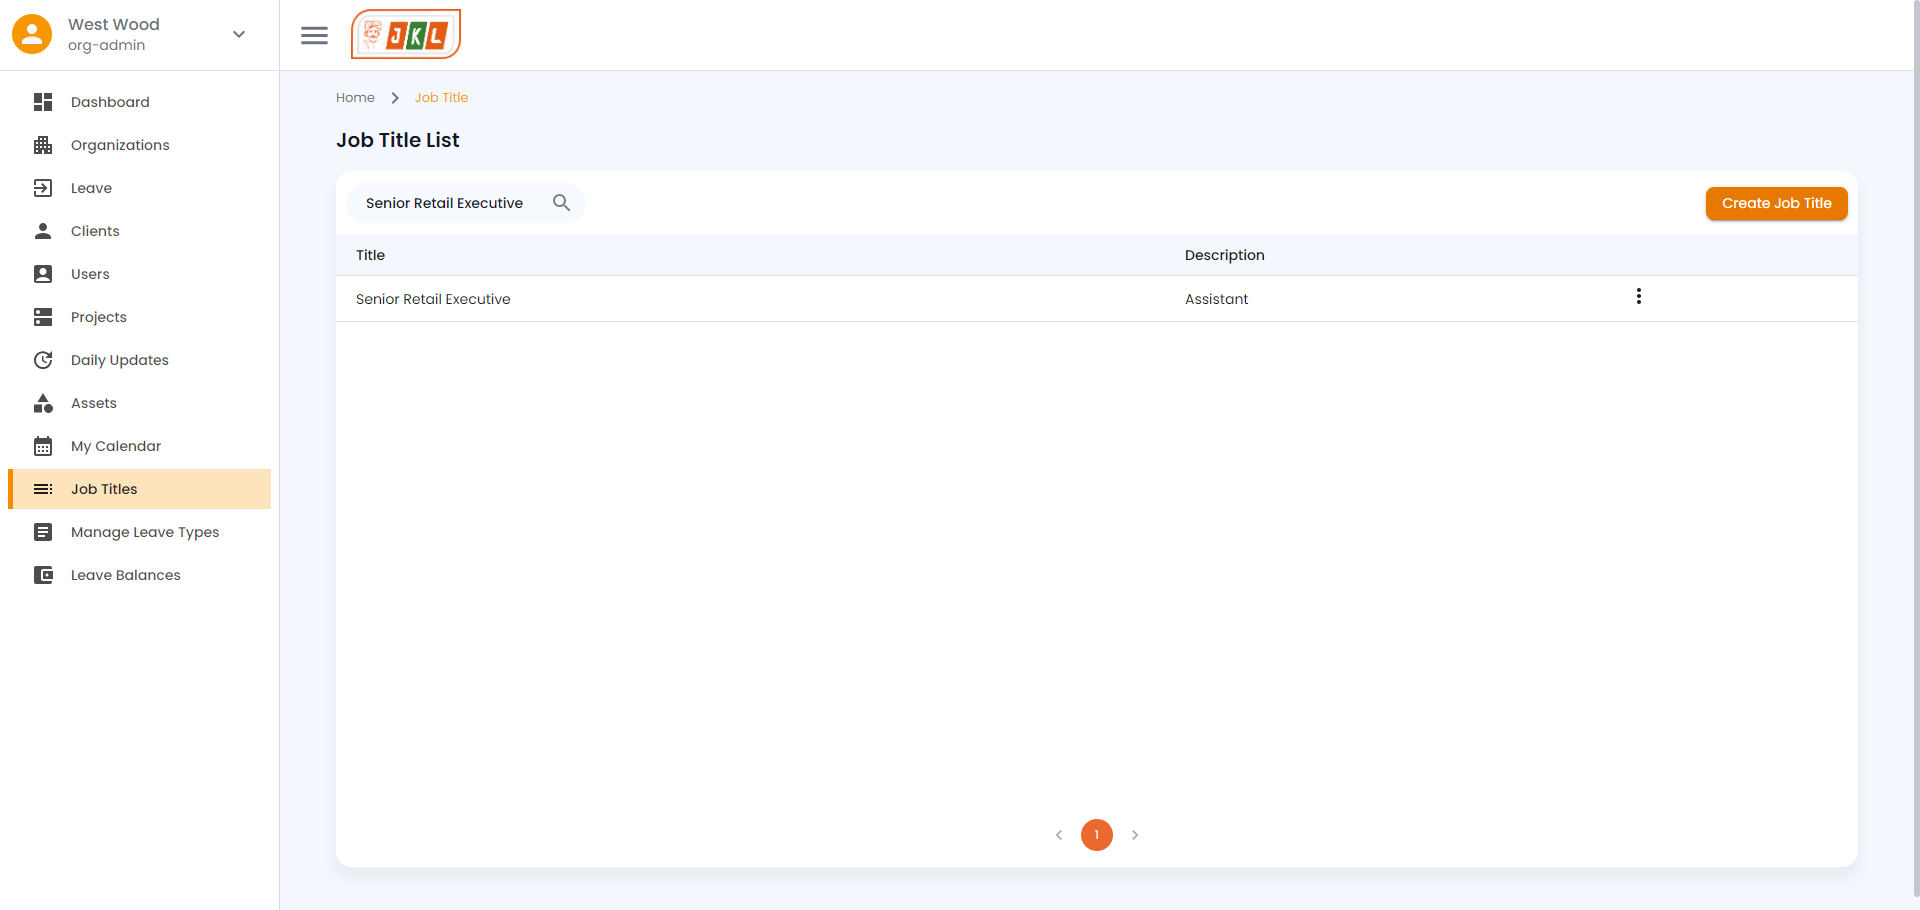 West Wood
org-admin
JKL
Dashboard
Organizations
Leave
Clients
Users
Projects
Daily Updates
Assets
My Calendar
Job Titles
Manage Leave Types
Leave Balances
Home
Job Title
Job Title List
Senior Retail Executive
Create Job Title
Title Description
Senior Retail Executive Assistant
1